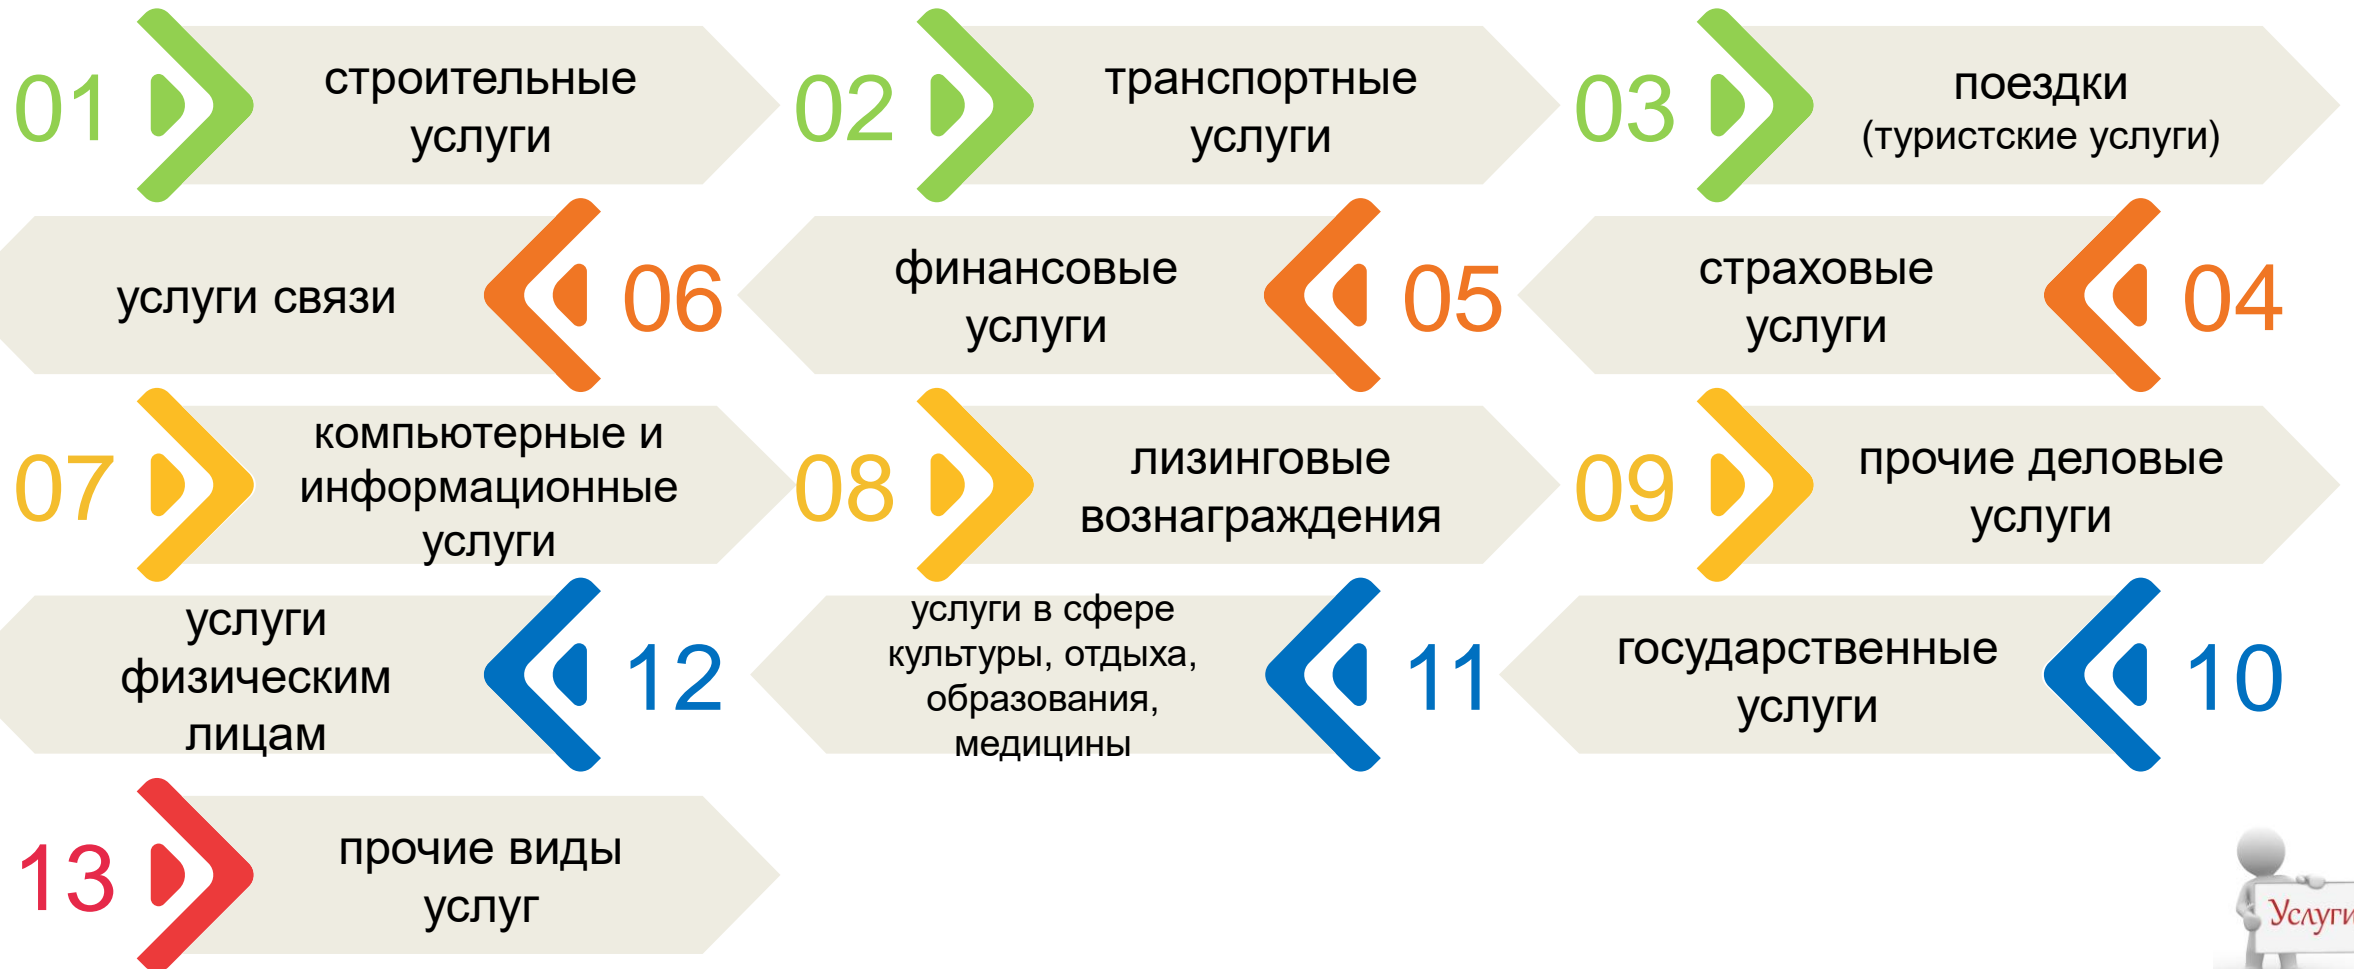 01
строительные
услуги
02
транспортные
услуги
03
поездки
(туристские услуги)
04
страховые
услуги
05
финансовые
услуги
06
услуги связи
07
компьютерные и
информационные
услуги
08
лизинговые
вознаграждения
09
прочие деловые
услуги
10
государственные
услуги
11
услуги в сфере
культуры, отдыха,
образования,
медицины
12
услуги
физическим
лицам
13
прочие виды
услуг
Услуги